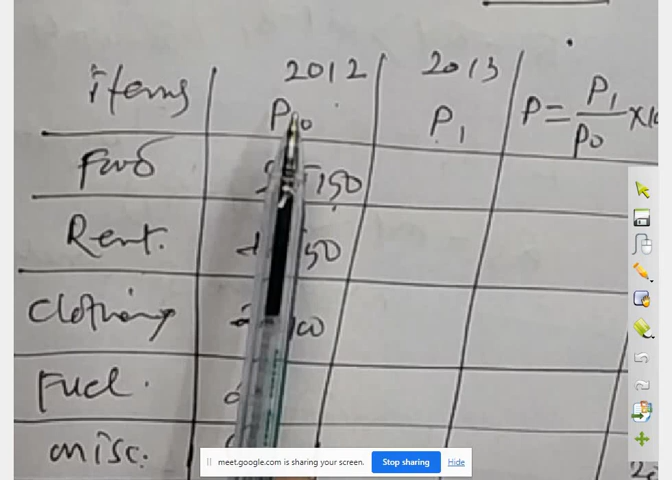 items 2012 2013
P0 P1 P = P1/P0 ×
Food 150
Rent. 50
Clothing 100
Fuel.
misc.
meet.google.com is sharing your screen. Stop sharing Hide